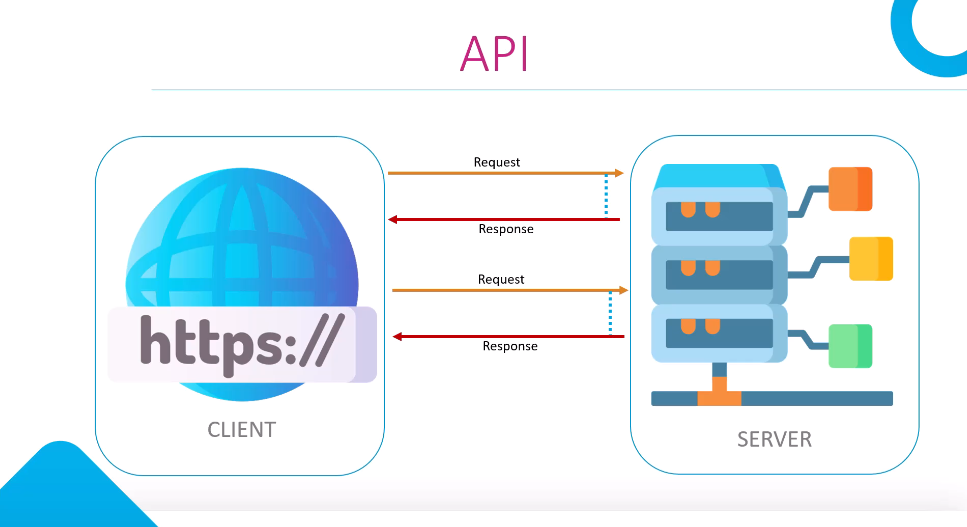 API
Request
Response
Request
Response
https://
CLIENT
SERVER